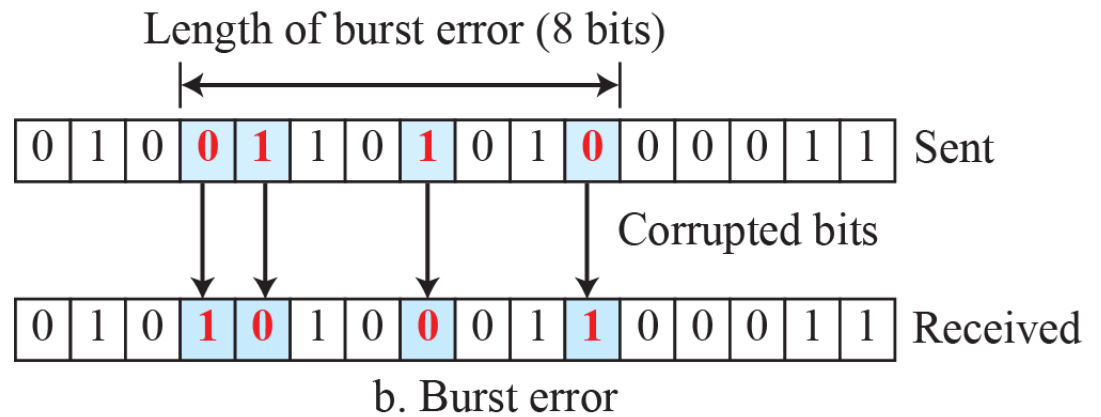 Length of burst error (8 bits)
0 1 0 0 1 1 0 1 0 1 0 0 0 0 1 1 Sent
Corrupted bits
0 1 0 1 0 1 0 0 0 1 1 0 0 0 1 1 Received
b. Burst error